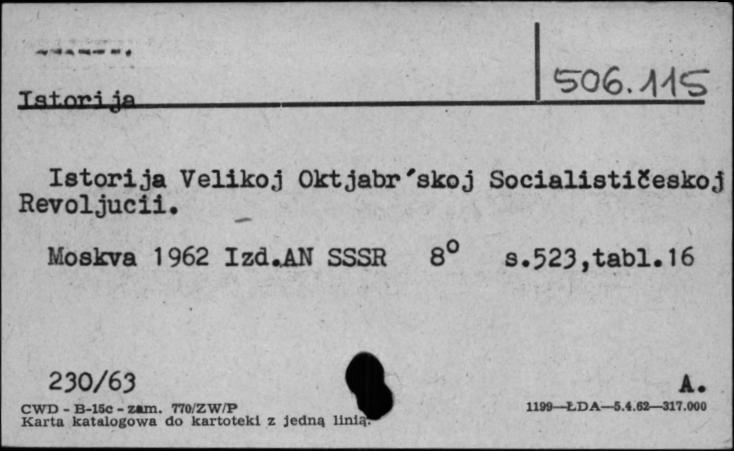 506.115
Istorija
Istorija Velikoj Oktjabr´skoj Socialističeskoj
Revoljucii.
Moskva 1962 Izd.AN SSSR 8° s.523,tabl.16
230/63 A.
CWD - B-15c - zam. 770/ZW/P 1199—ŁDA—5.4.62—317.000
Karta katalogowa do kartoteki z jedną linią.